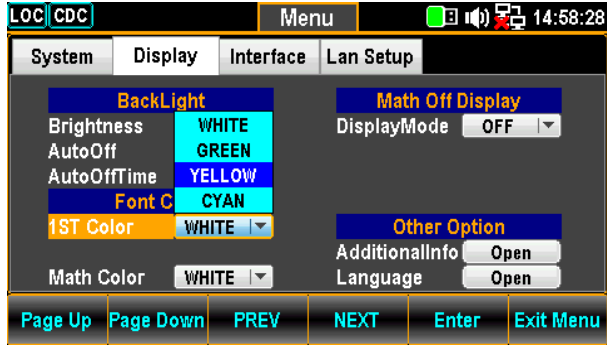 LOC CDC Menu 14:58:28
System Display Interface Lan Setup
BackLight Math Off Display
Brightness WHITE DisplayMode OFF
AutoOff GREEN
AutoOffTime YELLOW
Font C CYAN
1ST Color WHITE Other Option
AdditionalInfo Open
Math Color WHITE Language Open
Page Up Page Down PREV NEXT Enter Exit Menu